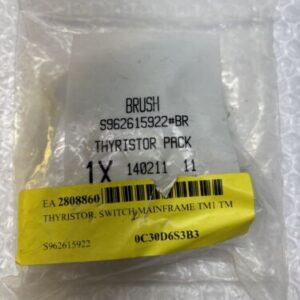 BRUSH
S962615922#BR
THYRISTOR PACK
1X 140211 11
EA 2808860
THYRISTOR, SWITCH MAINFRAME TM1 TM
S962615922 0C30D6S3B3